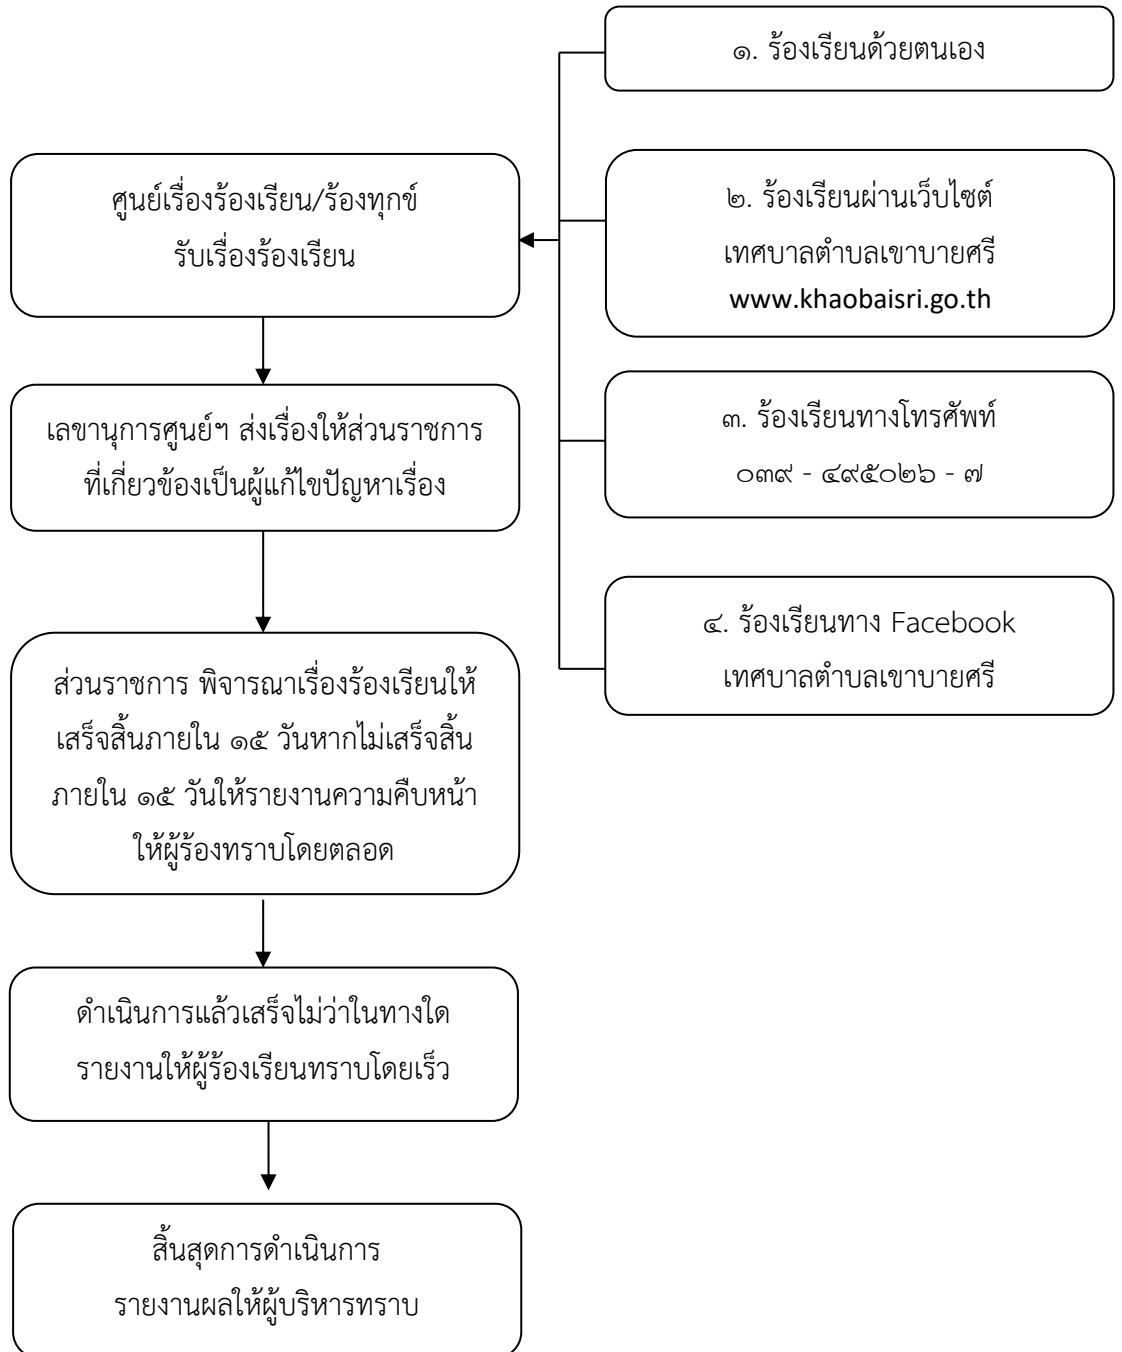 ๑. ร้องเรียนด้วยตนเอง
๒. ร้องเรียนผ่านเว็บไซต์
เทศบาลตำบลเขาบายศรี
www.khaobaisri.go.th
๓. ร้องเรียนทางโทรศัพท์
๐๓๙ - ๔๙๕๐๒๖ - ๗
๔. ร้องเรียนทาง Facebook
เทศบาลตำบลเขาบายศรี
ศูนย์เรื่องร้องเรียน/ร้องทุกข์
รับเรื่องร้องเรียน
เลขานุการศูนย์ฯ ส่งเรื่องให้ส่วนราชการ
ที่เกี่ยวข้องเป็นผู้แก้ไขปัญหาเรื่อง
ส่วนราชการ พิจารณาเรื่องร้องเรียนให้
เสร็จสิ้นภายใน ๑๕ วันหากไม่เสร็จสิ้น
ภายใน ๑๕ วันให้รายงานความคืบหน้า
ให้ผู้ร้องทราบโดยตลอด
ดำเนินการแล้วเสร็จไม่ว่าในทางใด
รายงานให้ผู้ร้องเรียนทราบโดยเร็ว
สิ้นสุดการดำเนินการ
รายงานผลให้ผู้บริหารทราบ